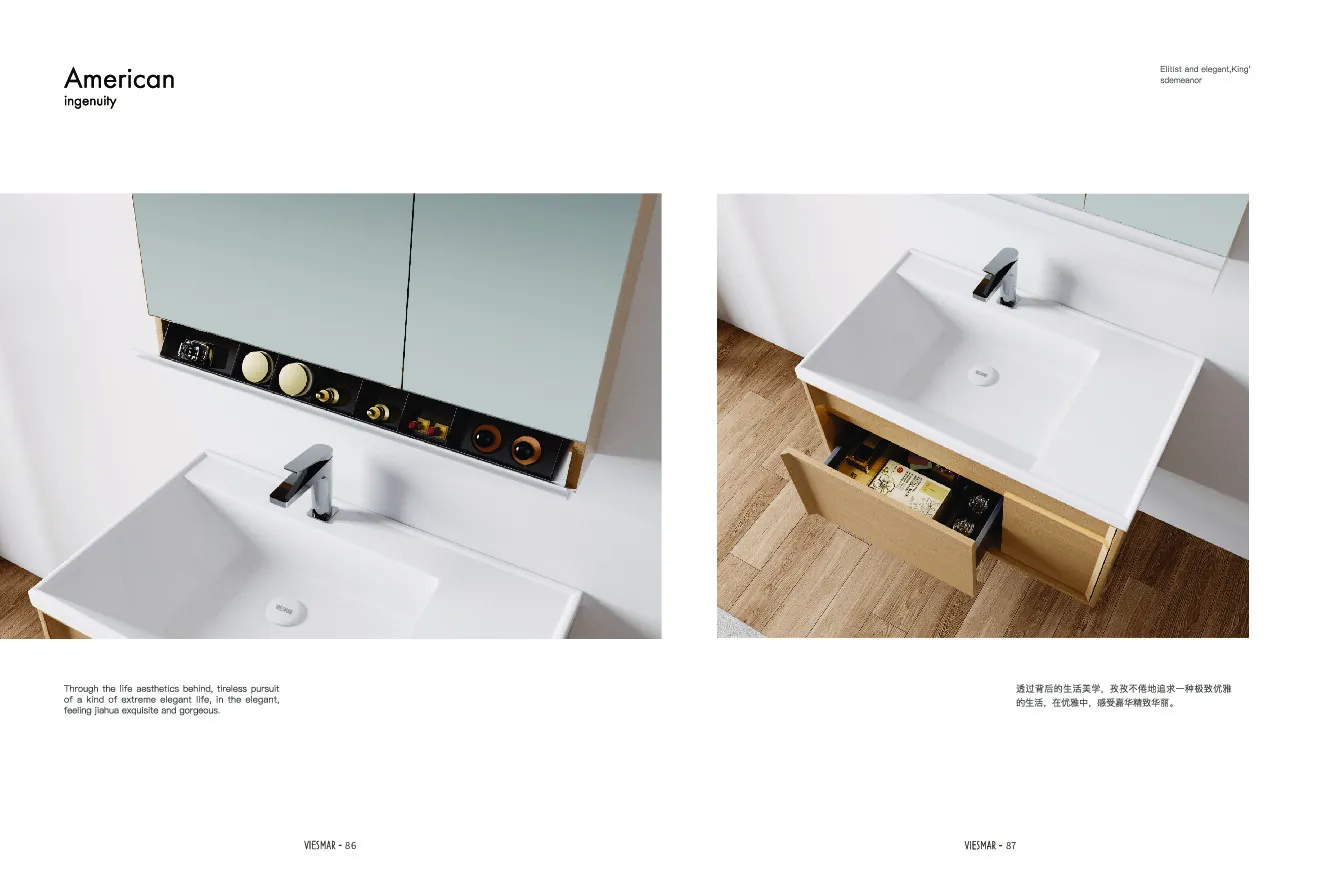 American
ingenuity
Elitist and elegant,King'
sdemeanor
VIESMAR
Through the life aesthetics behind, tireless pursuit
of a kind of extreme elegant life, in the elegant,
feeling jiahua exquisite and gorgeous.
透过背后的生活美学，孜孜不倦地追求一种极致优雅
的生活，在优雅中，感受嘉华精致华丽。
VIESMAR - 86
VIESMAR - 87